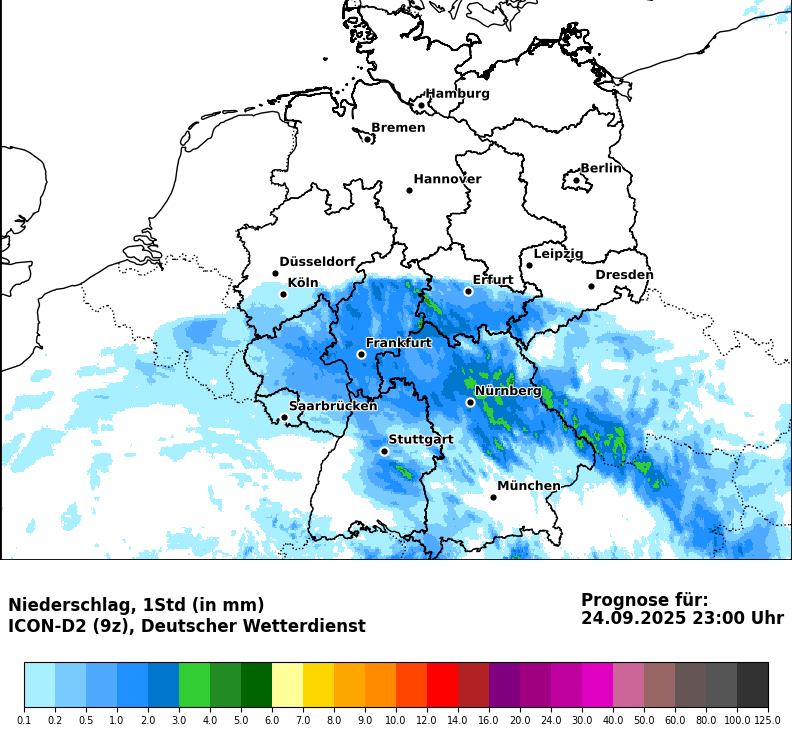 Hamburg
Bremen
Berlin
Hannover
Leipzig
Düsseldorf
Dresden
Köln
Erfurt
Frankfurt
Nürnberg
Saarbrücken
Stuttgart
München
Niederschlag, 1Std (in mm)
ICON-D2 (9z), Deutscher Wetterdienst
Prognose für:
24.09.2025 23:00 Uhr
0.1 0.2 0.5 1.0 2.0 3.0 4.0 5.0 6.0 7.0 8.0 9.0 10.0 12.0 14.0 16.0 20.0 24.0 30.0 40.0 50.0 60.0 80.0 100.0 125.0